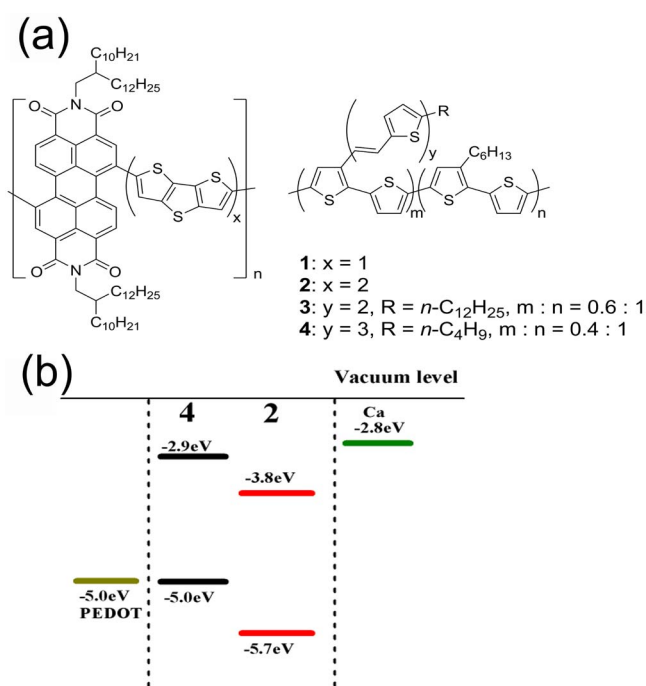 (a)
C₁₀H₂₁
C₁₂H₂₅
O N O
S S
S x
O N O
C₁₂H₂₅
C₁₀H₂₁
n
R
S
y
C₆H₁₃
S S m S S n
1: x = 1
2: x = 2
3: y = 2, R = n-C₁₂H₂₅, m : n = 0.6 : 1
4: y = 3, R = n-C₄H₉, m : n = 0.4 : 1
(b)
Vacuum level
4 2 Ca
-2.9eV -2.8eV
-3.8eV
-5.0eV -5.0eV
PEDOT
-5.7eV